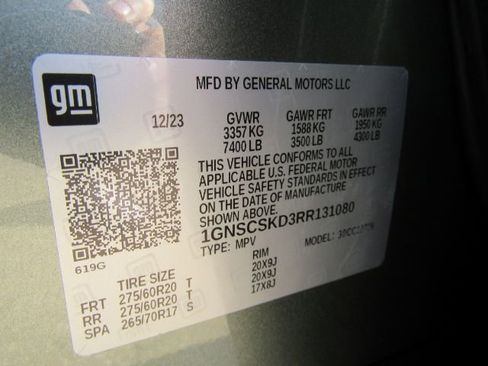 gm
MFD BY GENERAL MOTORS LLC
12/23 GVWR GAWR FRT GAWR RR
3357 KG 1588 KG 1950 KG
7400 LB 3500 LB 4300 LB
THIS VEHICLE CONFORMS TO ALL
APPLICABLE U.S. FEDERAL MOTOR
VEHICLE SAFETY STANDARDS IN EFFECT
ON THE DATE OF MANUFACTURE
SHOWN ABOVE.
1GNSCSKD3RR131080
619G TYPE: MPV MODEL:
TIRE SIZE RIM
FRT 275/60R20 T 20X9J
RR 275/60R20 T 20X9J
SPA 265/70R17 S 17X8J